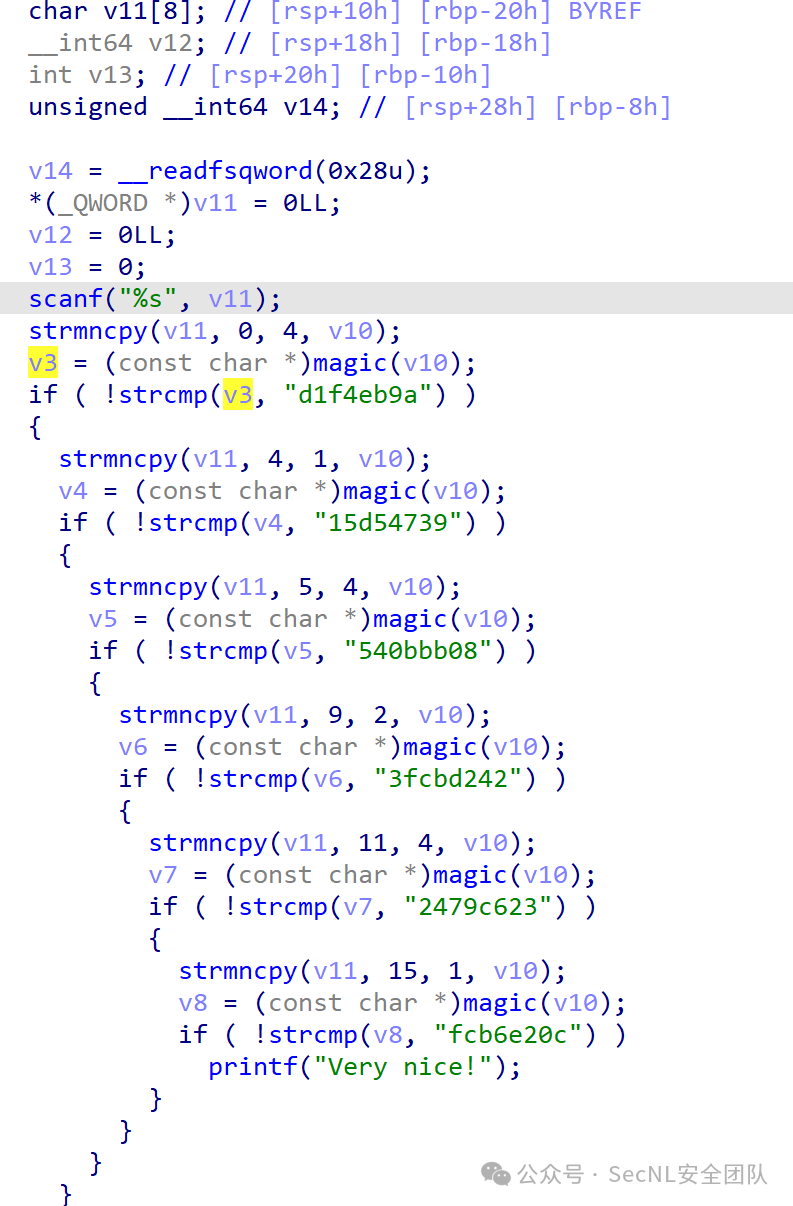 char v11[8]; // [rsp+10h] [rbp-20h] BYREF
__int64 v12; // [rsp+18h] [rbp-18h]
int v13; // [rsp+20h] [rbp-10h]
unsigned __int64 v14; // [rsp+28h] [rbp-8h]

v14 = __readfsqword(0x28u);
*(_QWORD *)v11 = 0LL;
v12 = 0LL;
v13 = 0;
scanf("%s", v11);
strmncpy(v11, 0, 4, v10);
v3 = (const char *)magic(v10);
if ( !strcmp(v3, "d1f4eb9a") )
{
  strmncpy(v11, 4, 1, v10);
  v4 = (const char *)magic(v10);
  if ( !strcmp(v4, "15d54739") )
  {
    strmncpy(v11, 5, 4, v10);
    v5 = (const char *)magic(v10);
    if ( !strcmp(v5, "540bbb08") )
    {
      strmncpy(v11, 9, 2, v10);
      v6 = (const char *)magic(v10);
      if ( !strcmp(v6, "3fcbd242") )
      {
        strmncpy(v11, 11, 4, v10);
        v7 = (const char *)magic(v10);
        if ( !strcmp(v7, "2479c623") )
        {
          strmncpy(v11, 15, 1, v10);
          v8 = (const char *)magic(v10);
          if ( !strcmp(v8, "fcb6e20c") )
            printf("Very nice!");
        }
      }
    }
  }
公众号 · SecNL安全团队